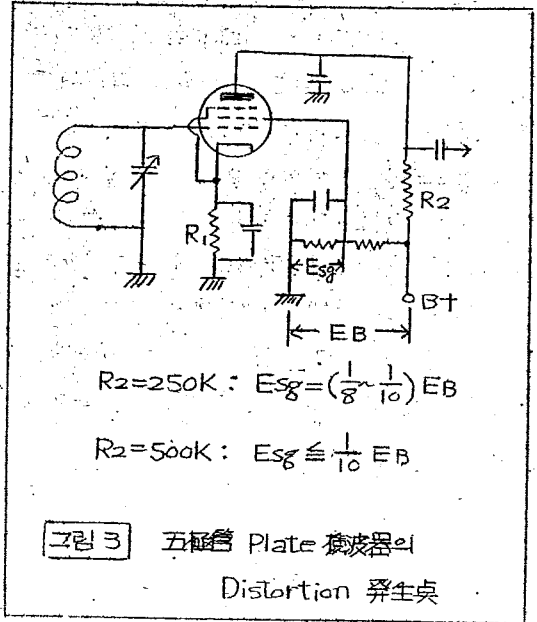 R1
R2
Esg
B+
EB
R2=250K : Esg=(1/8~1/10) EB
R2=500K : Esg≦1/10 EB
그림 3 五極管 Plate 検波器의
Distortion 発生点